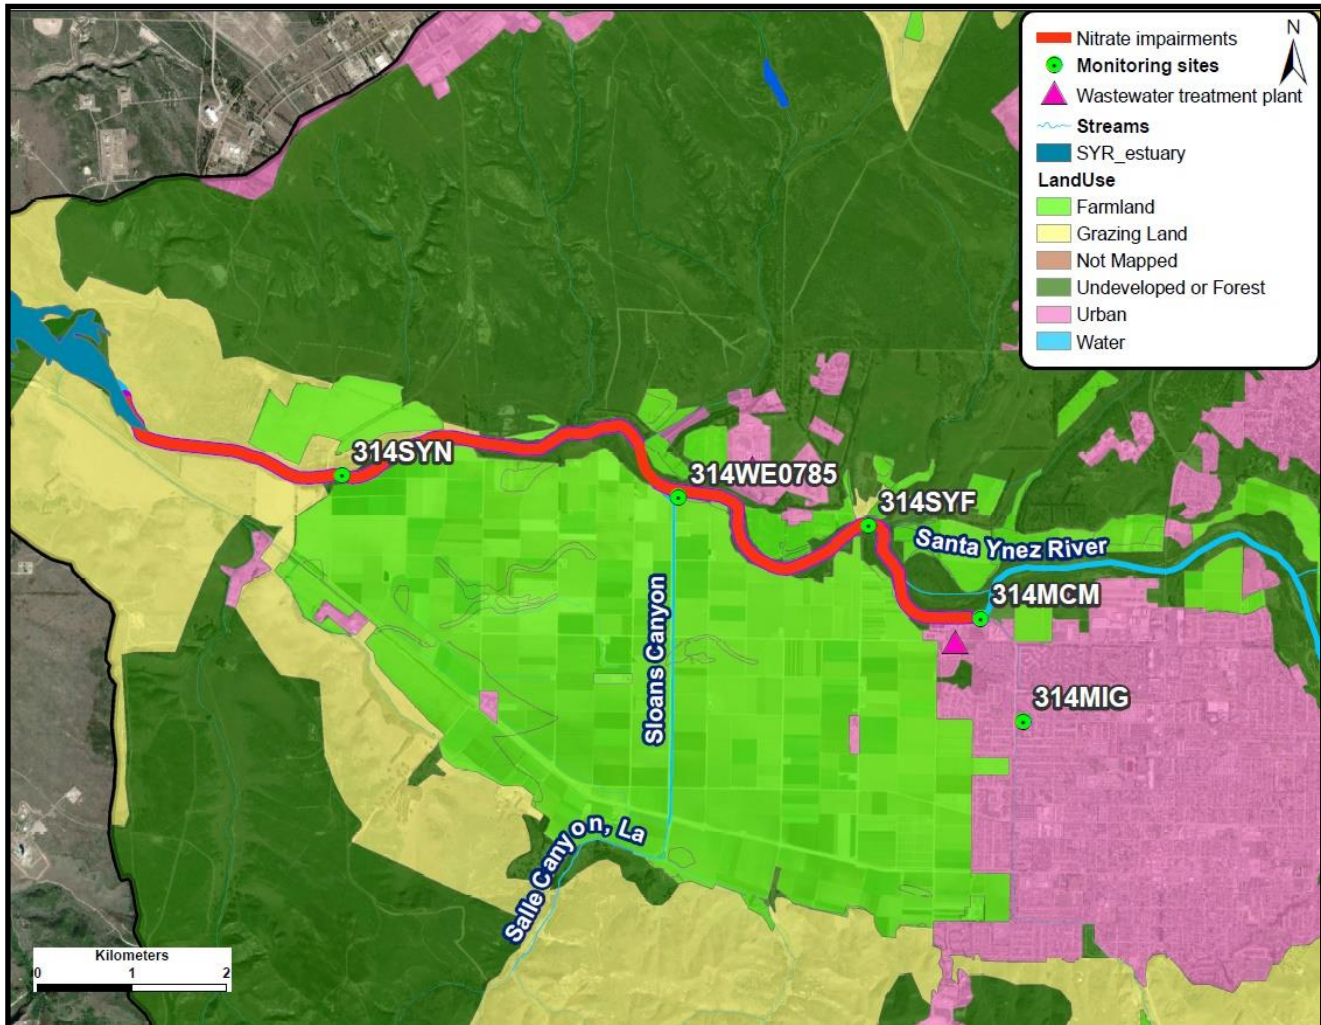 Nitrate impairments
N
Monitoring sites
Wastewater treatment plant
Streams
SYR_estuary
LandUse
Farmland
Grazing Land
Not Mapped
Undeveloped or Forest
Urban
Water
314SYN
314WE0785
314SYF
Santa Ynez River
314MCM
Sloans Canyon
314MIG
Salle Canyon, La
Kilometers
0 1 2